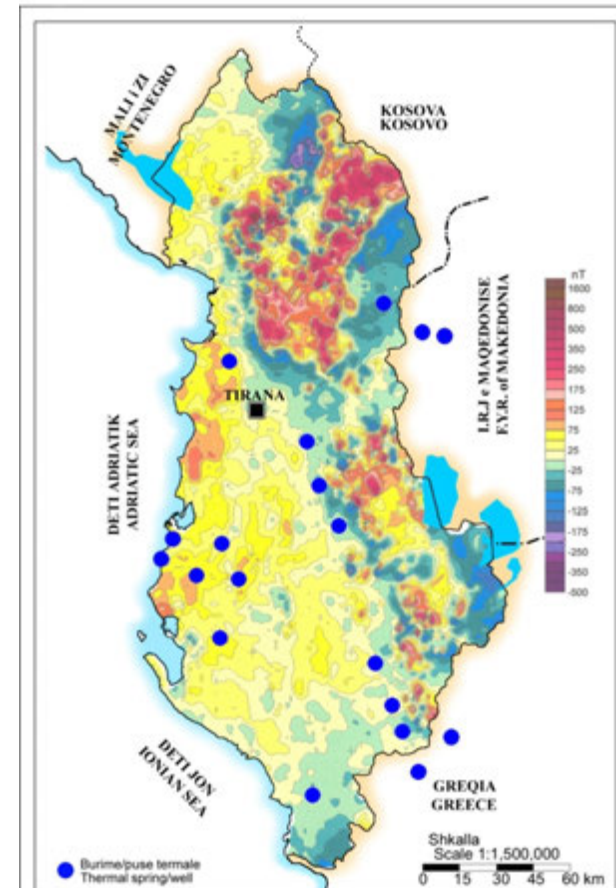 MALI i ZI
MONTENEGRO
KOSOVA
KOSOVO
nT
1600
800
500
350
250
175
125
75
25
-25
-75
-125
-175
-250
-350
-500
I.R.J e MAQEDONISE
F.Y.R. of MAKEDONIA
TIRANA
DETI ADRIATIK
ADRIATIC SEA
DETI JON
IONIAN SEA
GREQIA
GREECE
Shkalla
Scale 1:1,500,000
0 15 30 45 60 km
Burime/puse termale
Thermal spring/well